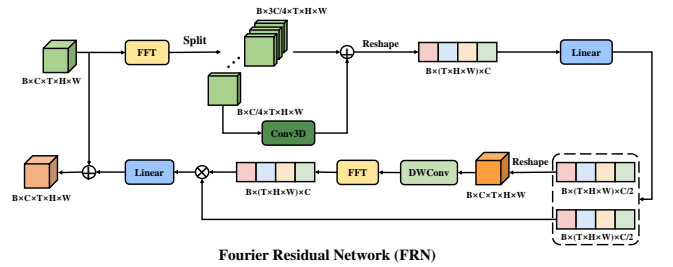 B×3C/4×T×H×W
FFT
Split
Reshape
Linear
B×C×T×H×W
B×(T×H×W)×C
B×C/4×T×H×W
Conv3D
Linear
FFT
DWConv
Reshape
B×(T×H×W)×C
B×C×T×H×W
B×(T×H×W)×C/2
B×C×T×H×W
B×(T×H×W)×C/2
Fourier Residual Network (FRN)